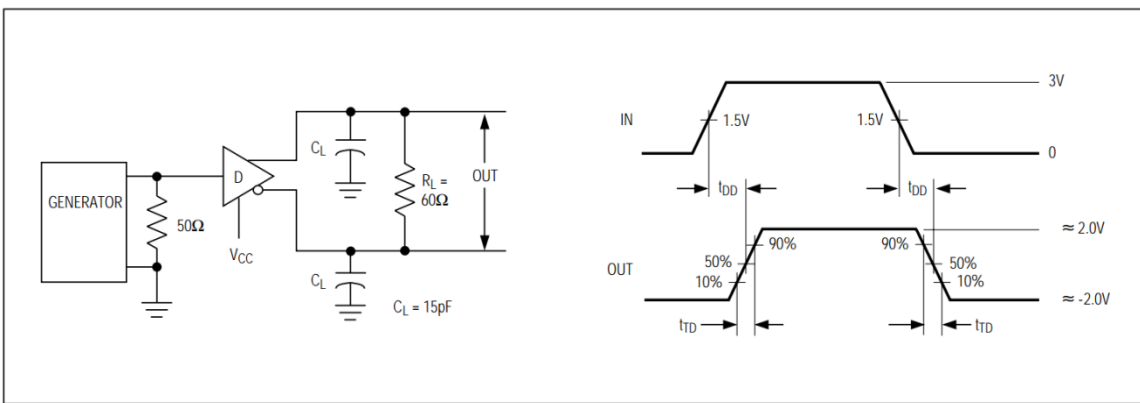 GENERATOR
50Ω
D
VCC
CL
CL
CL = 15pF
RL =
60Ω
OUT
IN
1.5V
1.5V
3V
0
tDD
tDD
OUT
90%
50%
10%
90%
50%
10%
≈ 2.0V
≈ -2.0V
tTD
tTD